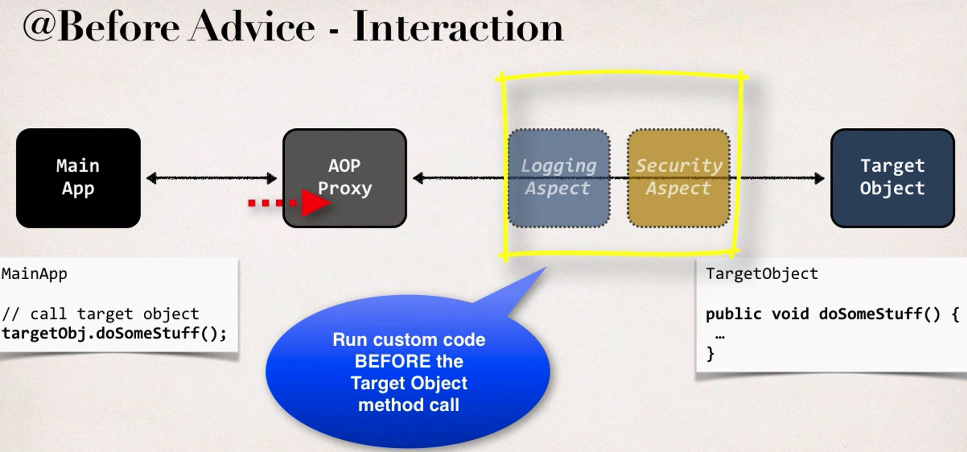 @Before Advice - Interaction
Main
App
AOP
Proxy
Logging
Aspect
Security
Aspect
Target
Object
MainApp
// call target object
targetObj.doSomeStuff();
Run custom code
BEFORE the
Target Object
method call
TargetObject
public void doSomeStuff() {
…
}